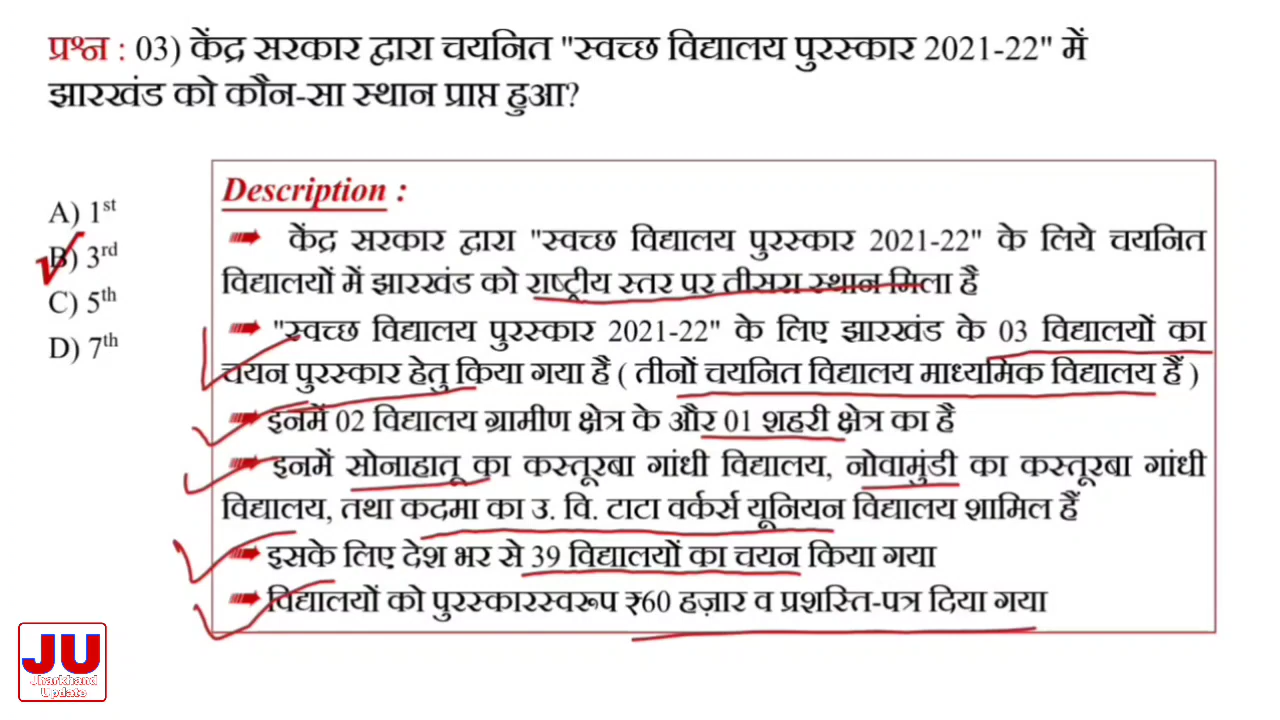 प्रश्न : 03) केंद्र सरकार द्वारा चयनित "स्वच्छ विद्यालय पुरस्कार 2021-22" में
झारखंड को कौन-सा स्थान प्राप्त हुआ?
A) 1st
B) 3rd
C) 5th
D) 7th
Description :
केंद्र सरकार द्वारा "स्वच्छ विद्यालय पुरस्कार 2021-22" के लिये चयनित
विद्यालयों में झारखंड को राष्ट्रीय स्तर पर तीसरा स्थान मिला है
"स्वच्छ विद्यालय पुरस्कार 2021-22" के लिए झारखंड के 03 विद्यालयों का
चयन पुरस्कार हेतु किया गया है ( तीनों चयनित विद्यालय माध्यमिक विद्यालय हैं )
इनमें 02 विद्यालय ग्रामीण क्षेत्र के और 01 शहरी क्षेत्र का है
इनमें सोनाहातू का कस्तूरबा गांधी विद्यालय, नोवामुंडी का कस्तूरबा गांधी
विद्यालय, तथा कदमा का उ. वि. टाटा वर्कर्स यूनियन विद्यालय शामिल हैं
इसके लिए देश भर से 39 विद्यालयों का चयन किया गया
विद्यालयों को पुरस्कारस्वरूप ₹60 हज़ार व प्रशस्ति-पत्र दिया गया
JU
Jharkhand
Update